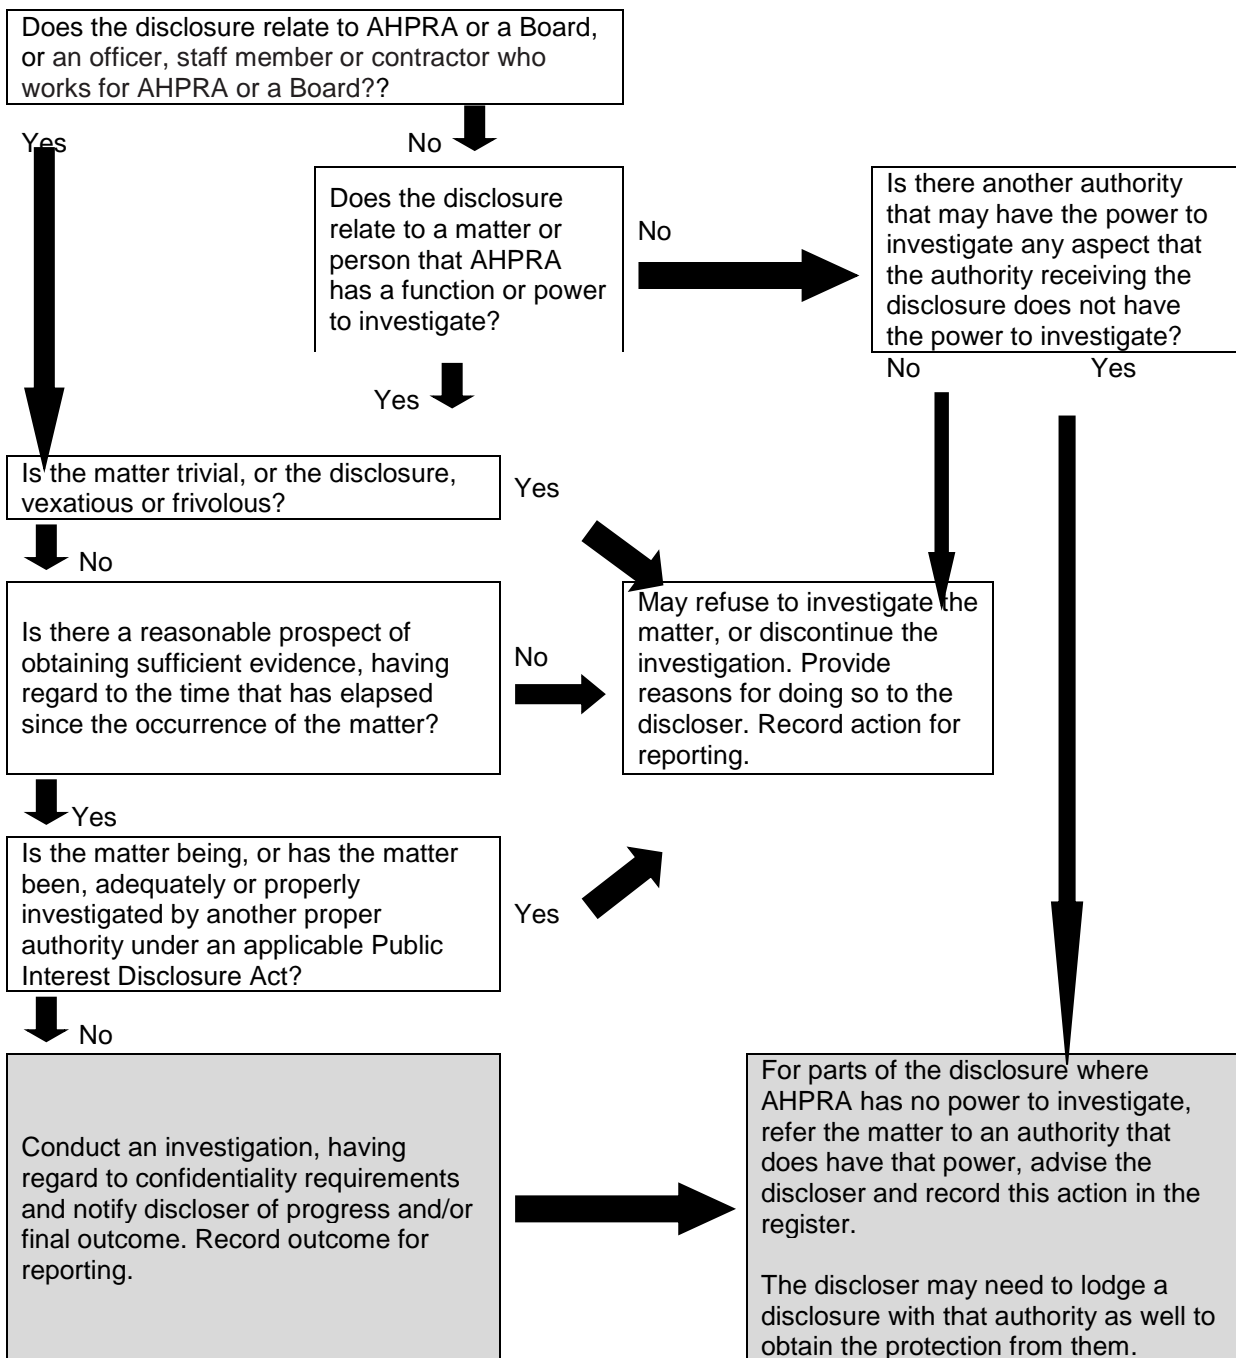 Does the disclosure relate to AHPRA or a Board,
or an officer, staff member or contractor who
works for AHPRA or a Board??
Yes
No
Does the disclosure
relate to a matter or
person that AHPRA
has a function or power
to investigate?
No
Is there another authority
that may have the power to
investigate any aspect that
the authority receiving the
disclosure does not have
the power to investigate?
No
Yes
Yes
Is the matter trivial, or the disclosure,
vexatious or frivolous?
Yes
No
Is there a reasonable prospect of
obtaining sufficient evidence, having
regard to the time that has elapsed
since the occurrence of the matter?
No
May refuse to investigate the
matter, or discontinue the
investigation. Provide
reasons for doing so to the
discloser. Record action for
reporting.
Yes
Is the matter being, or has the matter
been, adequately or properly
investigated by another proper
authority under an applicable Public
Interest Disclosure Act?
Yes
No
Conduct an investigation, having
regard to confidentiality requirements
and notify discloser of progress and/or
final outcome. Record outcome for
reporting.
For parts of the disclosure where
AHPRA has no power to investigate,
refer the matter to an authority that
does have that power, advise the
discloser and record this action in the
register.
The discloser may need to lodge a
disclosure with that authority as well to
obtain the protection from them.